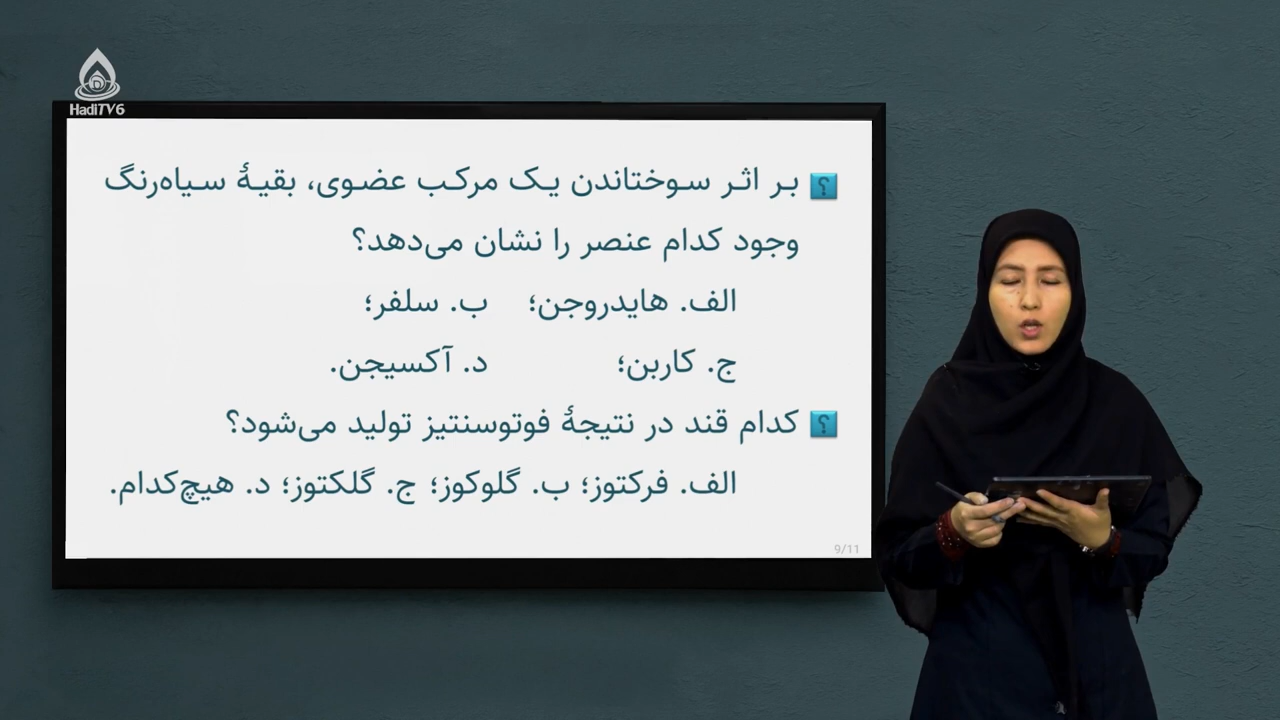 HadiTV6
بر اثر سوختاندن یک مرکب عضوی، بقیهٔ سیاه‌رنگ
وجود کدام عنصر را نشان می‌دهد؟
الف. هایدروجن؛ ب. سلفر؛
ج. کاربن؛ د. آکسیجن.
کدام قند در نتیجهٔ فوتوسنتیز تولید می‌شود؟
الف. فرکتوز؛ ب. گلوکوز؛ ج. گلکتوز؛ د. هیچ‌کدام.
9/11